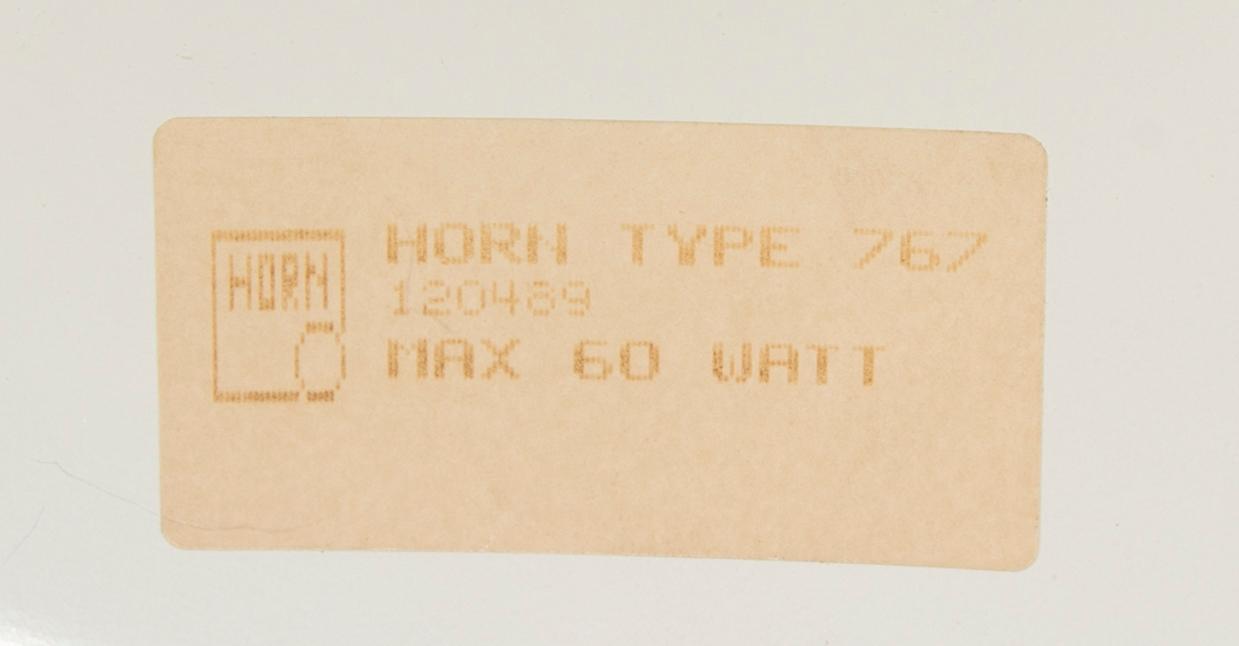 HORN
HORN TYPE 767
120489
MAX 60 WATT